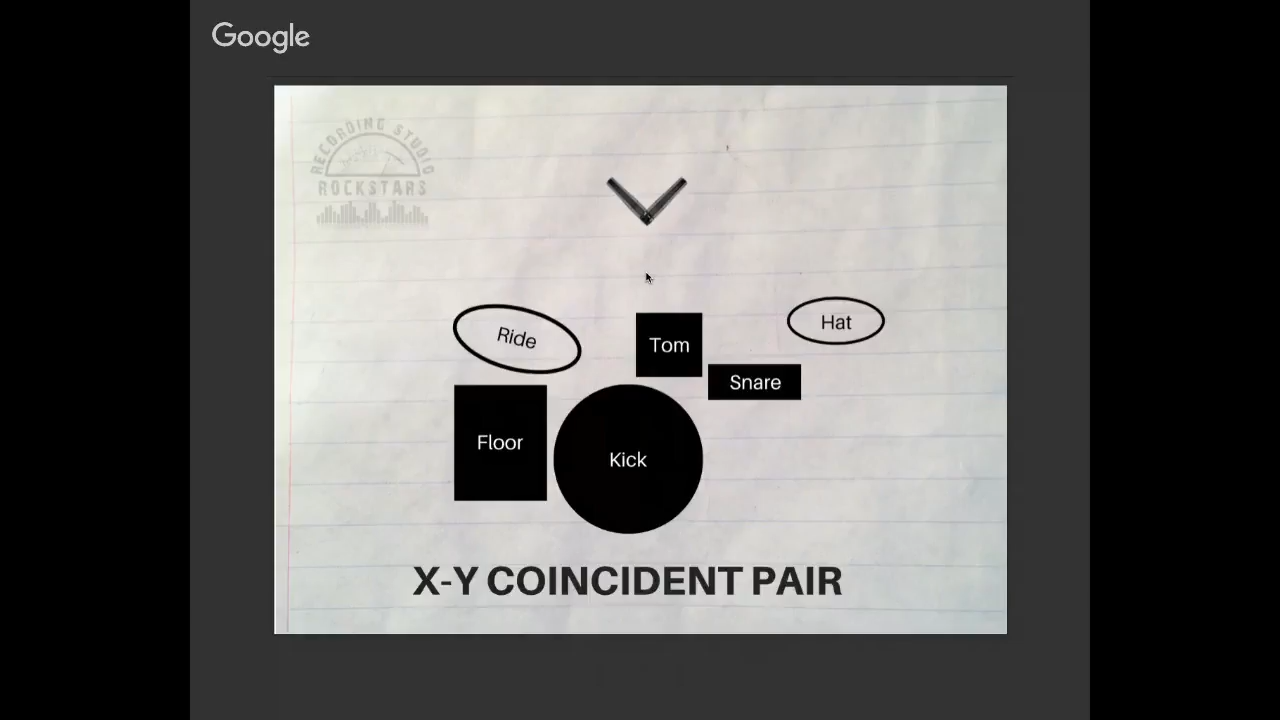 Google
RECORDING STUDIO
ROCKSTARS
Ride
Tom
Hat
Snare
Floor
Kick
X-Y COINCIDENT PAIR